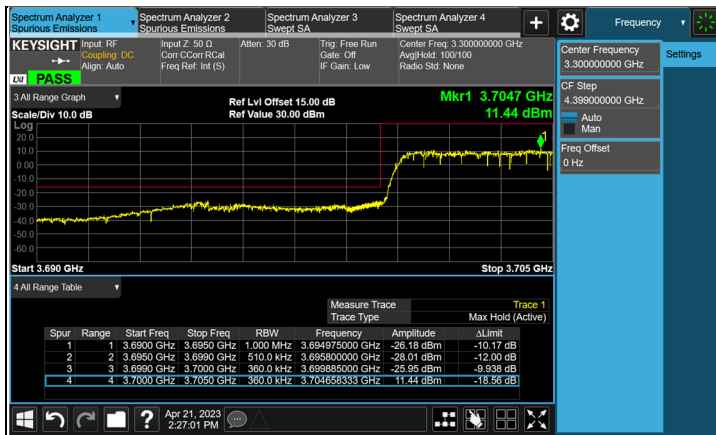 Spectrum Analyzer 1
Spurious Emissions
Spectrum Analyzer 2
Spurious Emissions
Spectrum Analyzer 3
Swept SA
Spectrum Analyzer 4
Swept SA
Frequency
KEYSIGHT
Input: RF
Coupling: DC
Align: Auto
Input Z: 50 Ω
Corr CCorr RCal
Freq Ref: Int (S)
Atten: 30 dB
Trig: Free Run
Gate: Off
IF Gain: Low
Center Freq: 3.300000000 GHz
Avg|Hold: 100/100
Radio Std: None
LXI PASS
Center Frequency
3.300000000 GHz
Settings
CF Step
4.399000000 GHz
Auto
Man
Freq Offset
0 Hz
3 All Range Graph
Scale/Div 10.0 dB
Ref Lvl Offset 15.00 dB
Ref Value 30.00 dBm
Mkr1 3.7047 GHz
11.44 dBm
Log
20.0
10.0
0.00
-10.0
-20.0
-30.0
-40.0
-50.0
-60.0
1
Start 3.690 GHz
Stop 3.705 GHz
4 All Range Table
Measure Trace Trace 1
Trace Type Max Hold (Active)
Spur Range Start Freq Stop Freq RBW Frequency Amplitude ΔLimit
1 1 3.6900 GHz 3.6950 GHz 1.000 MHz 3.694975000 GHz -26.18 dBm -10.17 dB
2 2 3.6950 GHz 3.6990 GHz 510.0 kHz 3.695800000 GHz -28.01 dBm -12.00 dB
3 3 3.6990 GHz 3.7000 GHz 360.0 kHz 3.699885000 GHz -25.95 dBm -9.938 dB
4 4 3.7000 GHz 3.7050 GHz 360.0 kHz 3.704658333 GHz 11.44 dBm -18.56 dB
Apr 21, 2023
2:27:01 PM